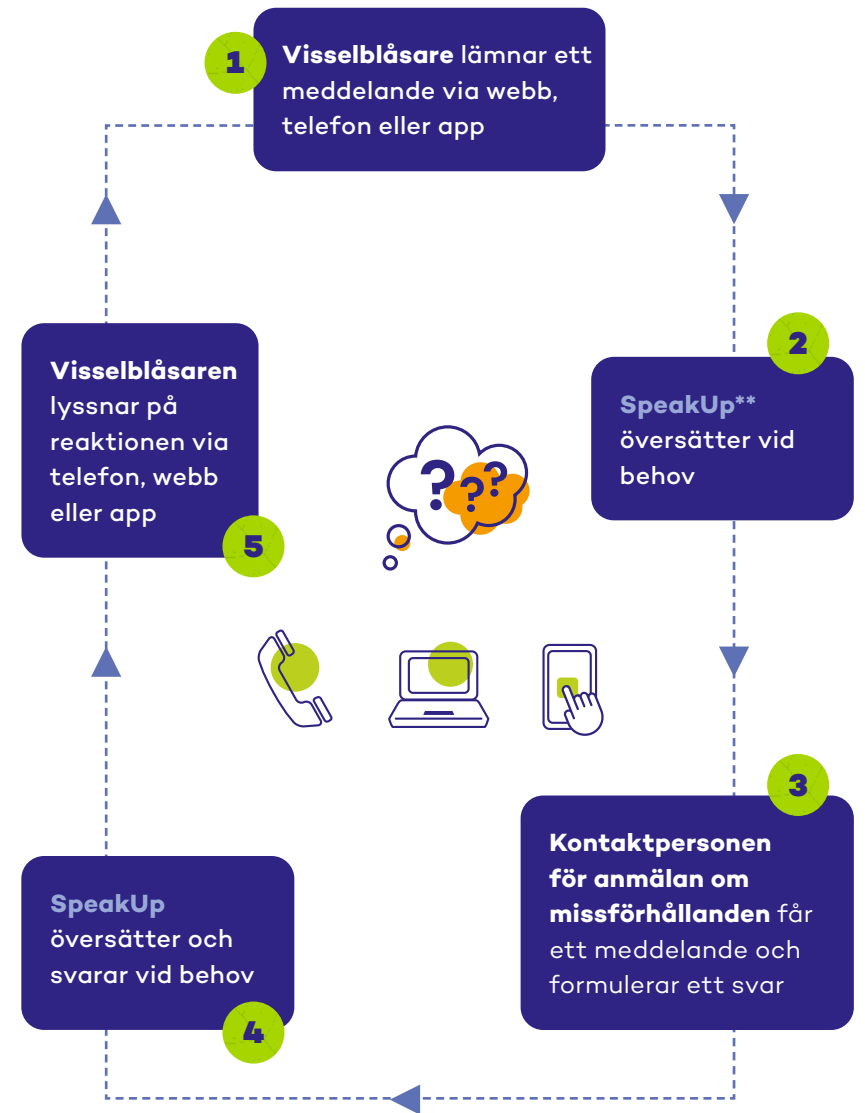 1
Visselblåsare lämnar ett
meddelande via webb,
telefon eller app
2
SpeakUp**
översätter vid
behov
3
Kontaktpersonen
för anmälan om
missförhållanden får
ett meddelande och
formulerar ett svar
4
SpeakUp
översätter och
svarar vid behov
5
Visselblåsaren
lyssnar på
reaktionen via
telefon, webb
eller app
? ? ?